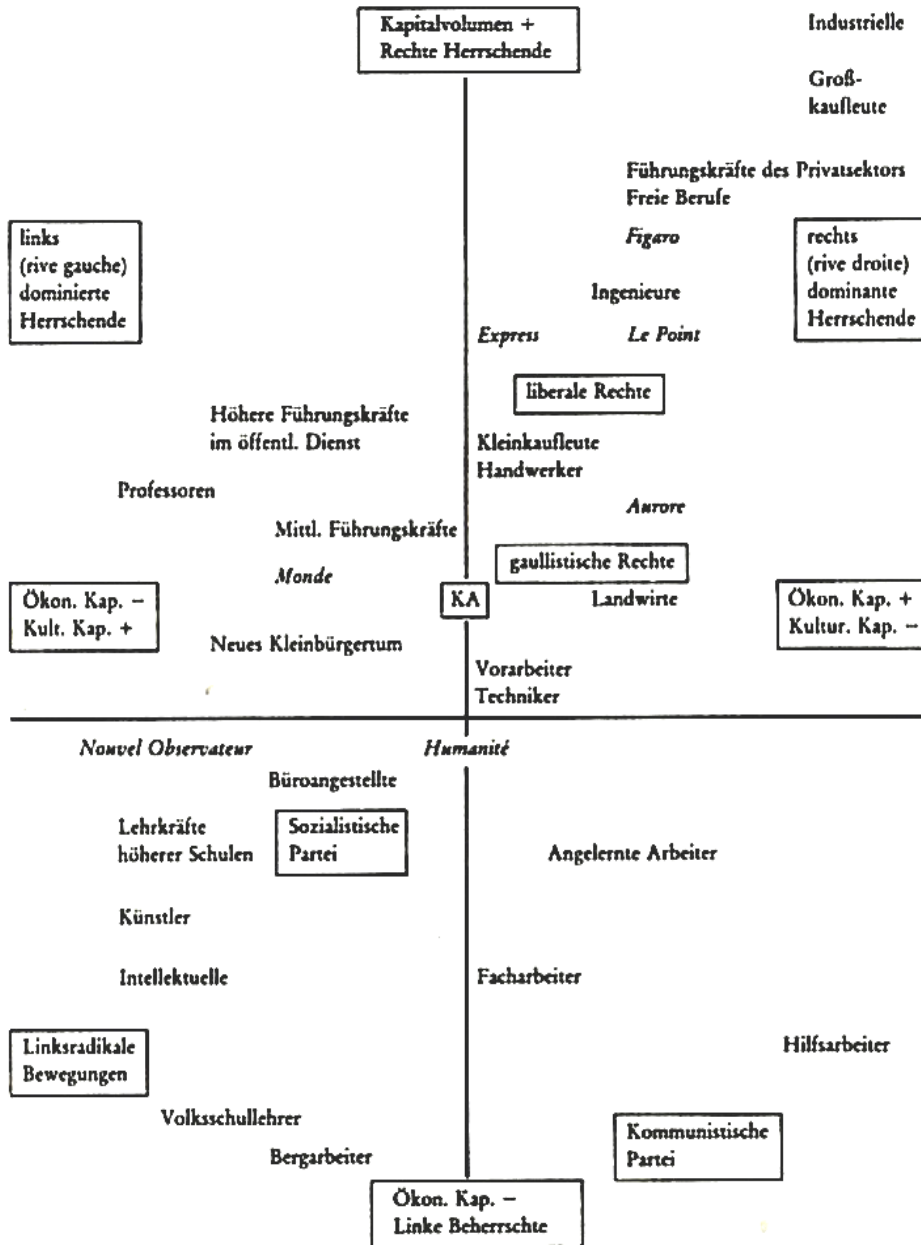 Kapitalvolumen +
Rechte Herrschende
Industrielle
Groß-
kaufleute
Führungskräfte des Privatsektors
Freie Berufe
links
(rive gauche)
dominierte
Herrschende
Figaro
rechts
(rive droite)
dominante
Herrschende
Ingenieure
Express
Le Point
liberale Rechte
Höhere Führungskräfte
im öffentl. Dienst
Kleinkaufleute
Handwerker
Professoren
Aurore
Mittl. Führungskräfte
gaullistische Rechte
Monde
Ökon. Kap. –
Kult. Kap. +
KA
Landwirte
Ökon. Kap. +
Kultur. Kap. –
Neues Kleinbürgertum
Vorarbeiter
Techniker
Nouvel Observateur
Humanité
Büroangestellte
Lehrkräfte
höherer Schulen
Sozialistische
Partei
Angelernte Arbeiter
Künstler
Intellektuelle
Facharbeiter
Linksradikale
Bewegungen
Hilfsarbeiter
Volksschullehrer
Kommunistische
Partei
Bergarbeiter
Ökon. Kap. –
Linke Beherrschte